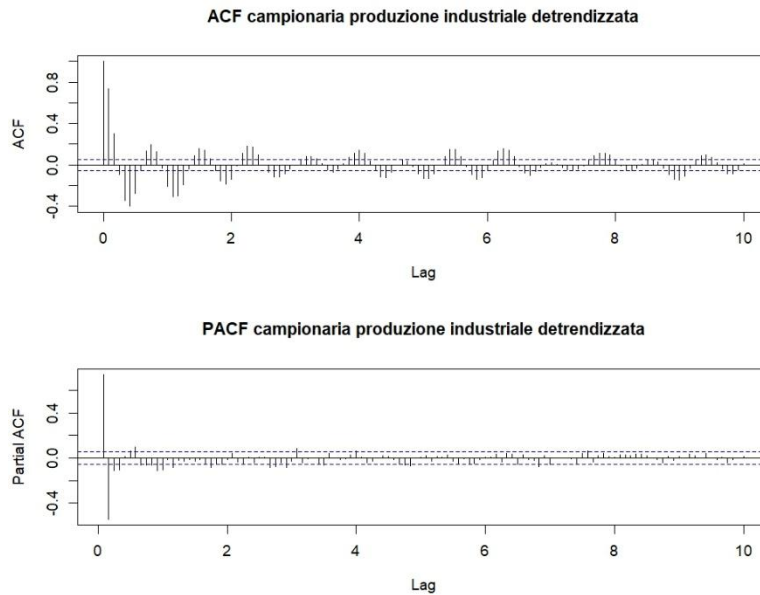 ACF campionaria produzione industriale detrendizzata
ACF
0.8
0.4
0.0
-0.4
0 2 4 6 8 10
Lag
PACF campionaria produzione industriale detrendizzata
Partial ACF
0.4
0.0
-0.4
0 2 4 6 8 10
Lag